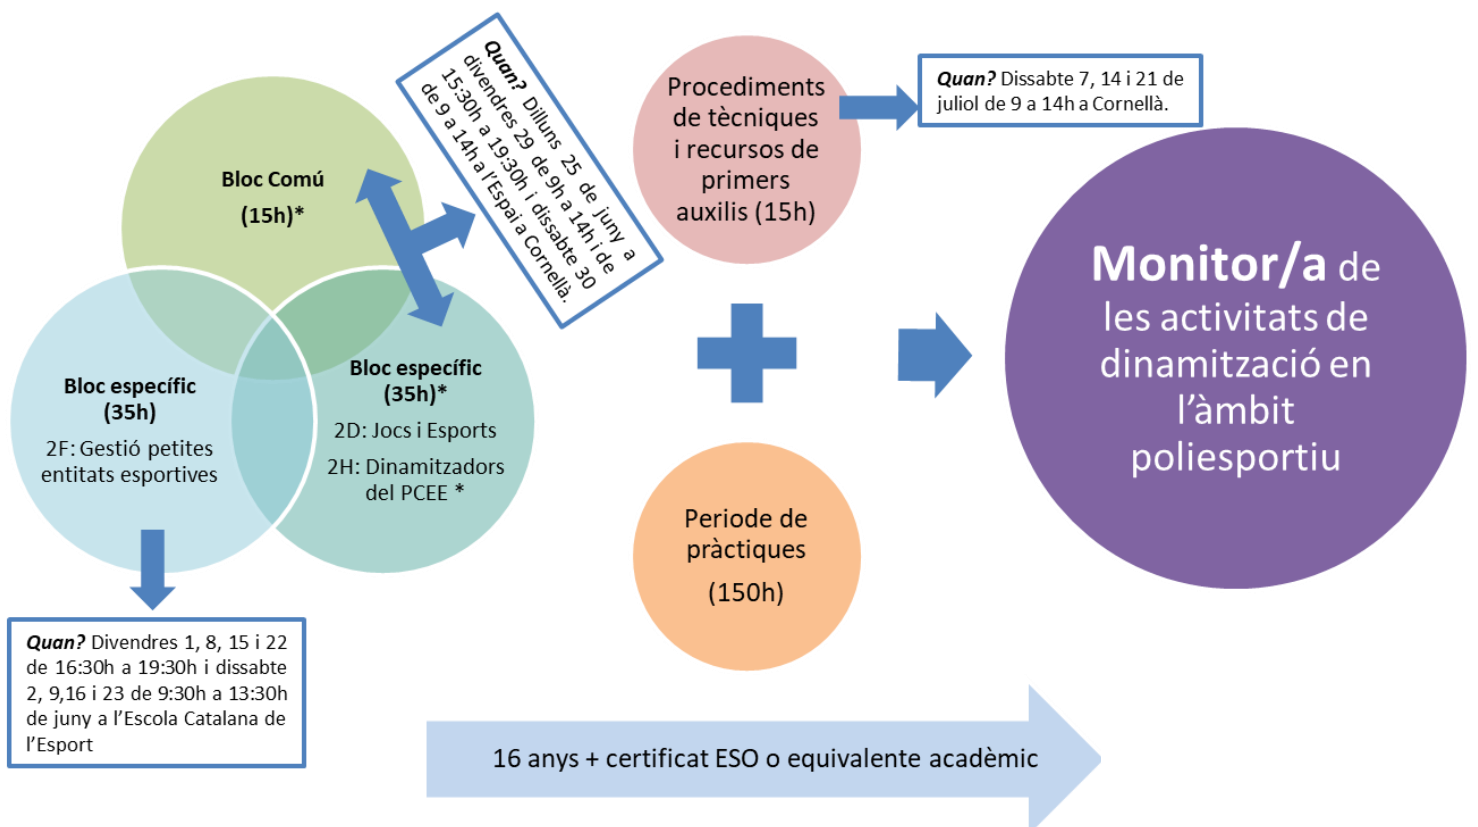 Bloc Comú
(15h)*
Bloc específic
(35h)
2F: Gestió petites
entitats esportives
Bloc específic
(35h)*
2D: Jocs i Esports
2H: Dinamitzadors
del PCEE *
Quan? Dilluns 25 de juny a
divendres 29 de 9h a 14h i de
15:30h a 19:30h i dissabte 30
de 9 a 14h a l’Espai a Cornellà.
Quan? Divendres 1, 8, 15 i 22
de 16:30h a 19:30h i dissabte
2, 9,16 i 23 de 9:30h a 13:30h
de juny a l’Escola Catalana de
l’Esport
Procediments
de tècniques
i recursos de
primers
auxilis (15h)
Quan? Dissabte 7, 14 i 21 de
juliol de 9 a 14h a Cornellà.
Periode de
pràctiques
(150h)
Monitor/a de
les activitats de
dinamització en
l’àmbit
poliesportiu
16 anys + certificat ESO o equivalente acadèmic